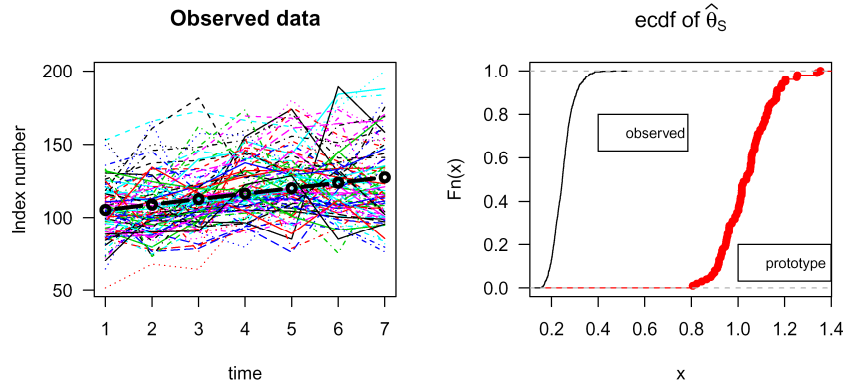 Observed data
Index number
200
150
100
50
1 2 3 4 5 6 7
time
ecdf of θ̂S
Fn(x)
1.0
0.8
0.6
0.4
0.2
0.0
observed
prototype
0.2 0.4 0.6 0.8 1.0 1.2 1.4
x